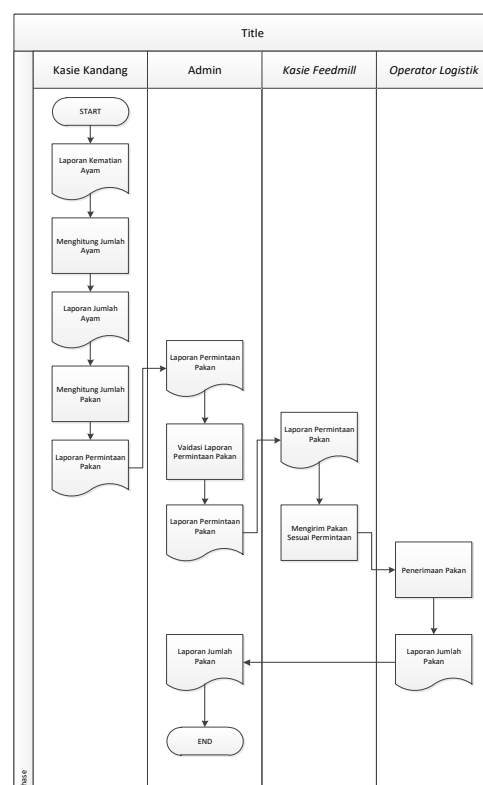 Title
Kasie Kandang
Admin
Kasie Feedmill
Operator Logistik
START
Laporan Kematian
Ayam
Menghitung Jumlah
Ayam
Laporan Jumlah
Ayam
Menghitung Jumlah
Pakan
Laporan Permintaan
Pakan
Laporan Permintaan
Pakan
Vaidasi Laporan
Permintaan Pakan
Laporan Permintaan
Pakan
Laporan Permintaan
Pakan
Mengirim Pakan
Sesuai Permintaan
Penerimaan Pakan
Laporan Jumlah
Pakan
Laporan Jumlah
Pakan
END